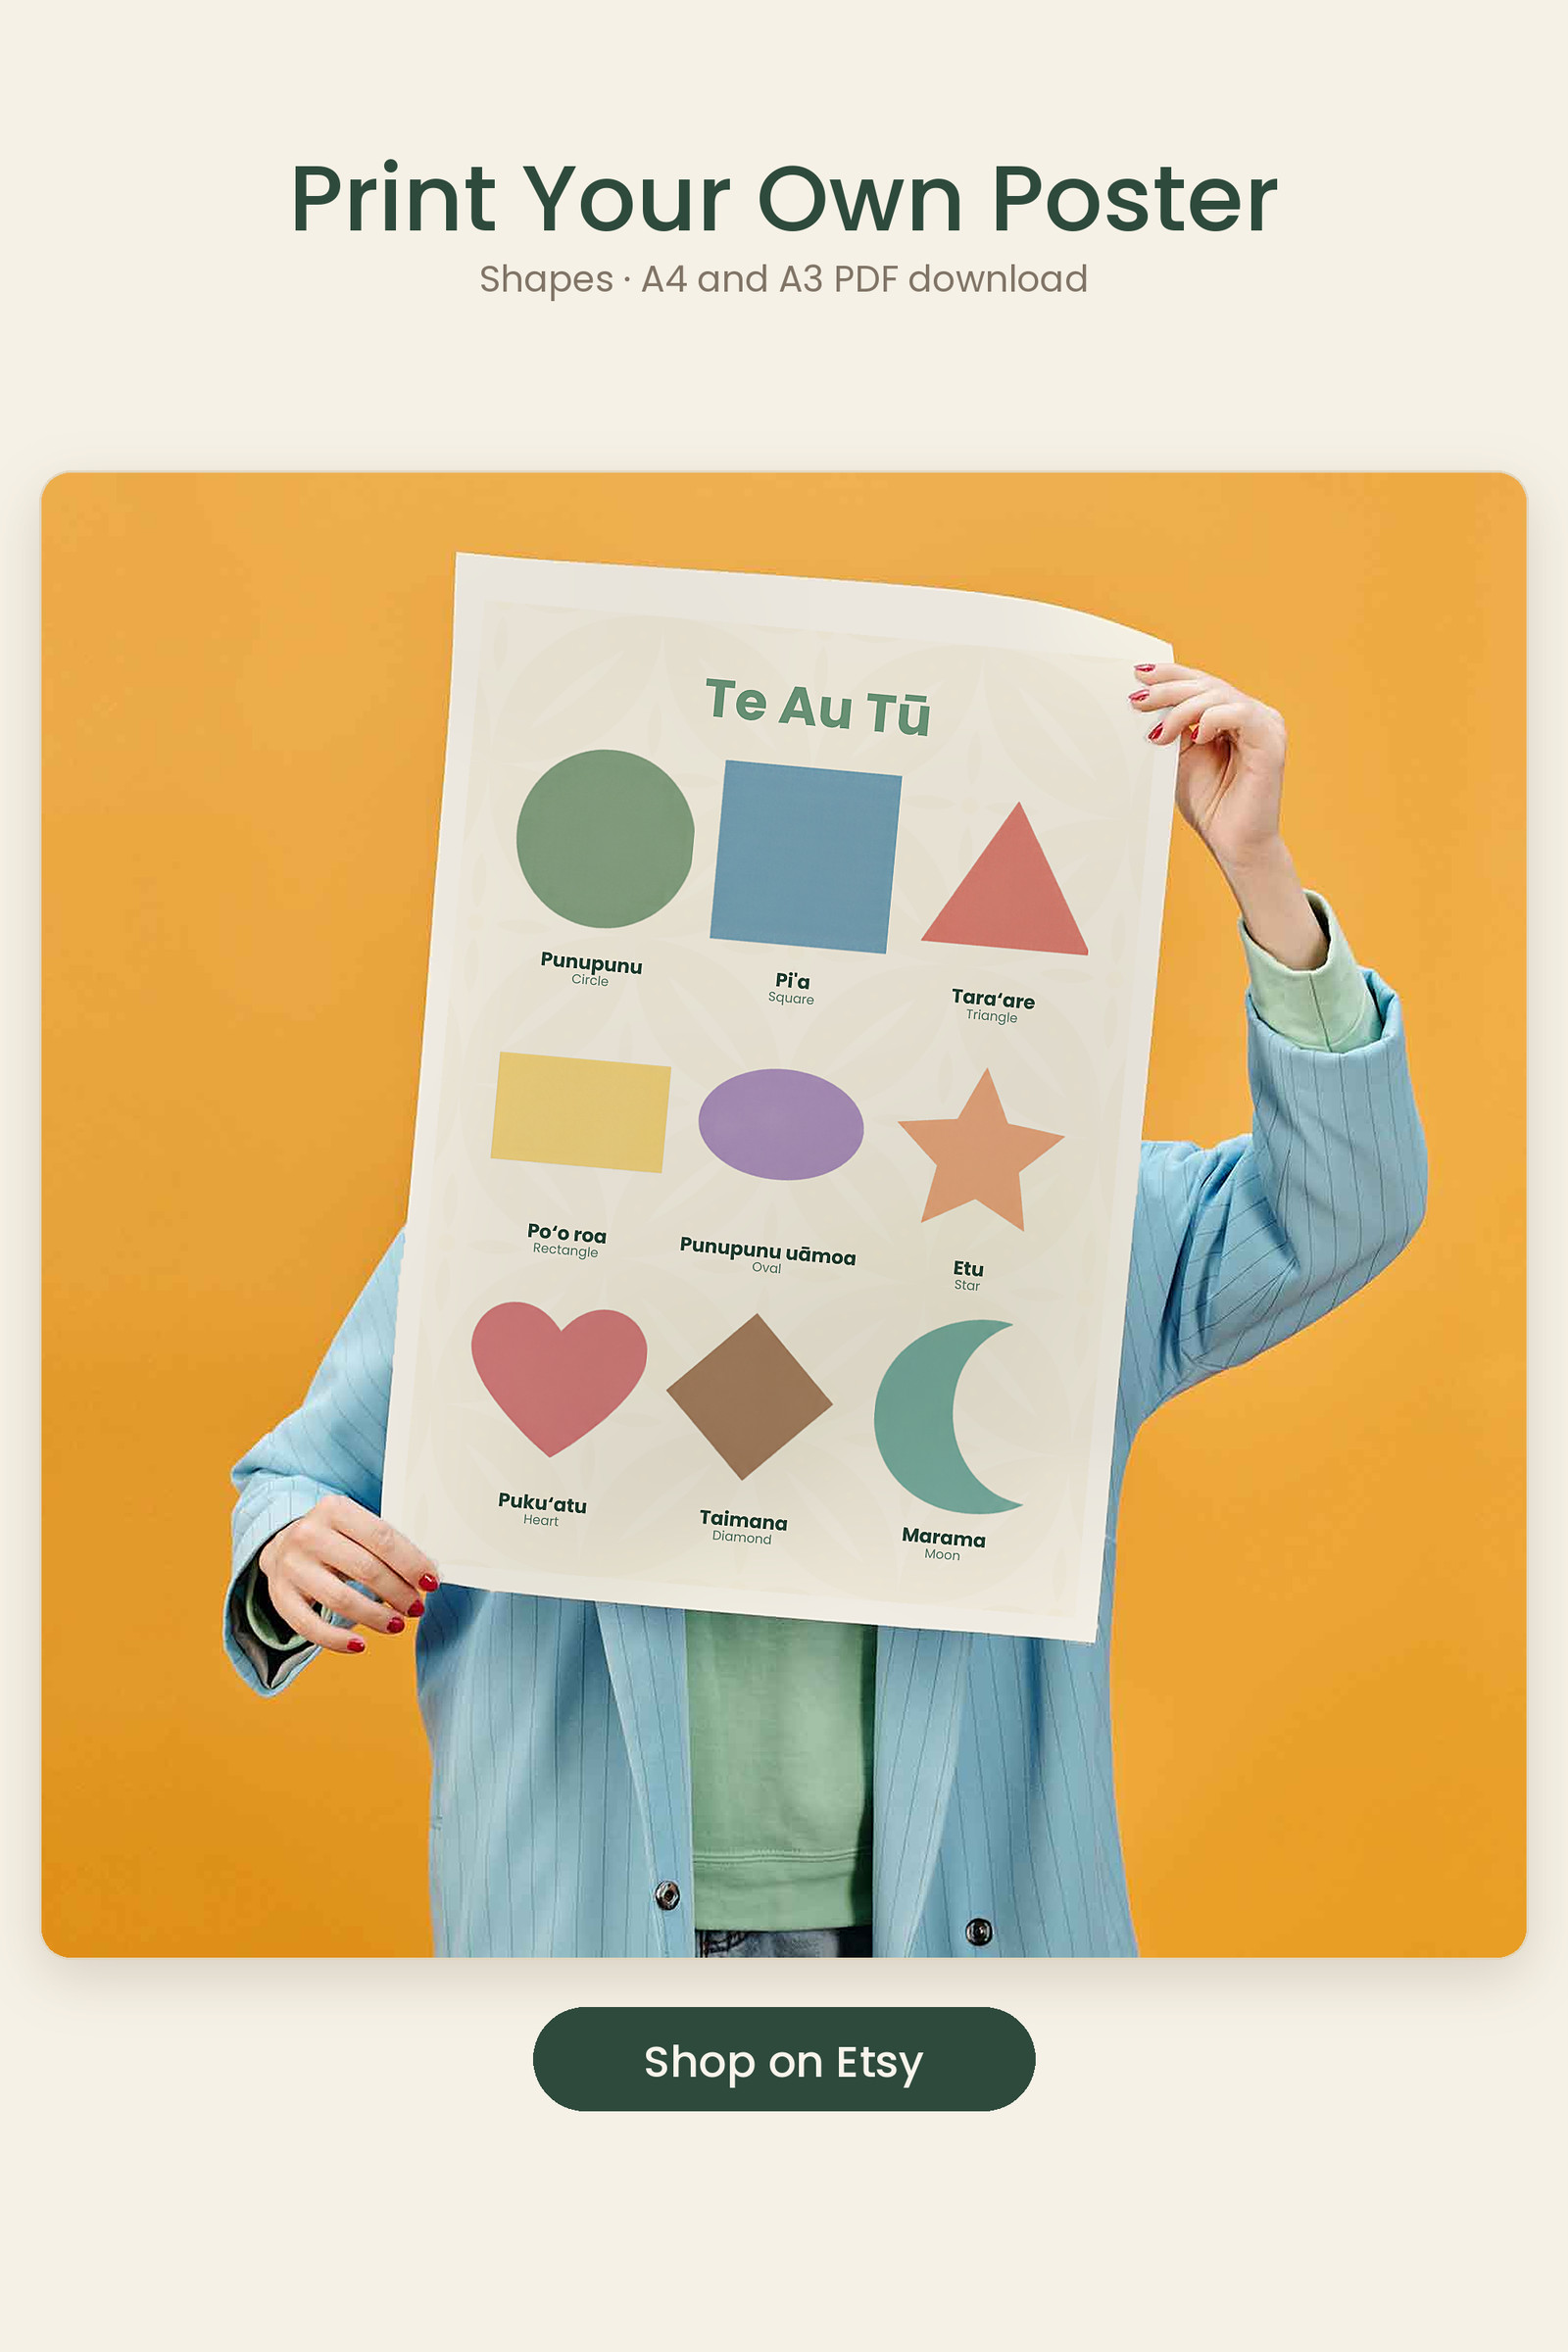 Print Your Own Poster
Shapes · A4 and A3 PDF download
Te Au Tū
Punupunu
Circle
Pi'a
Square
Tara‘are
Triangle
Po‘o roa
Rectangle
Punupunu uāmoa
Oval
Etu
Star
Puku‘atu
Heart
Taimana
Diamond
Marama
Moon
Shop on Etsy